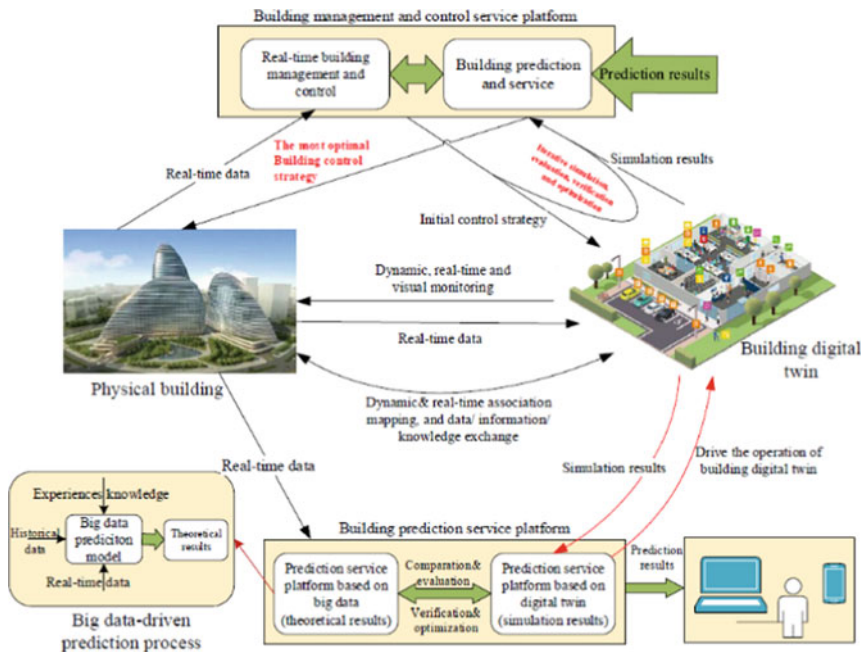 Building management and control service platform
Real-time building
management and
control
Building prediction
and service
Prediction results
Real-time data
The most optimal
Building control
strategy
Iterative simulation,
evaluation, verification
and optimization
Simulation results
Initial control strategy
Dynamic, real-time and
visual monitoring
Real-time data
Physical building
Building digital
twin
Dynamic& real-time association
mapping, and data/ information/
knowledge exchange
Real-time data
Simulation results
Drive the operation of
building digital twin
Experiences knowledge
Historical
data
Big data
prediciton
model
Theoretical
results
Real-time data
Big data-driven
prediction process
Building prediction service platform
Prediction service
platform based on
big data
(theoretical results)
Comparation&
evaluation
Verification&
optimization
Prediction service
platform based on
digital twin
(simulation results)
Prediction
results